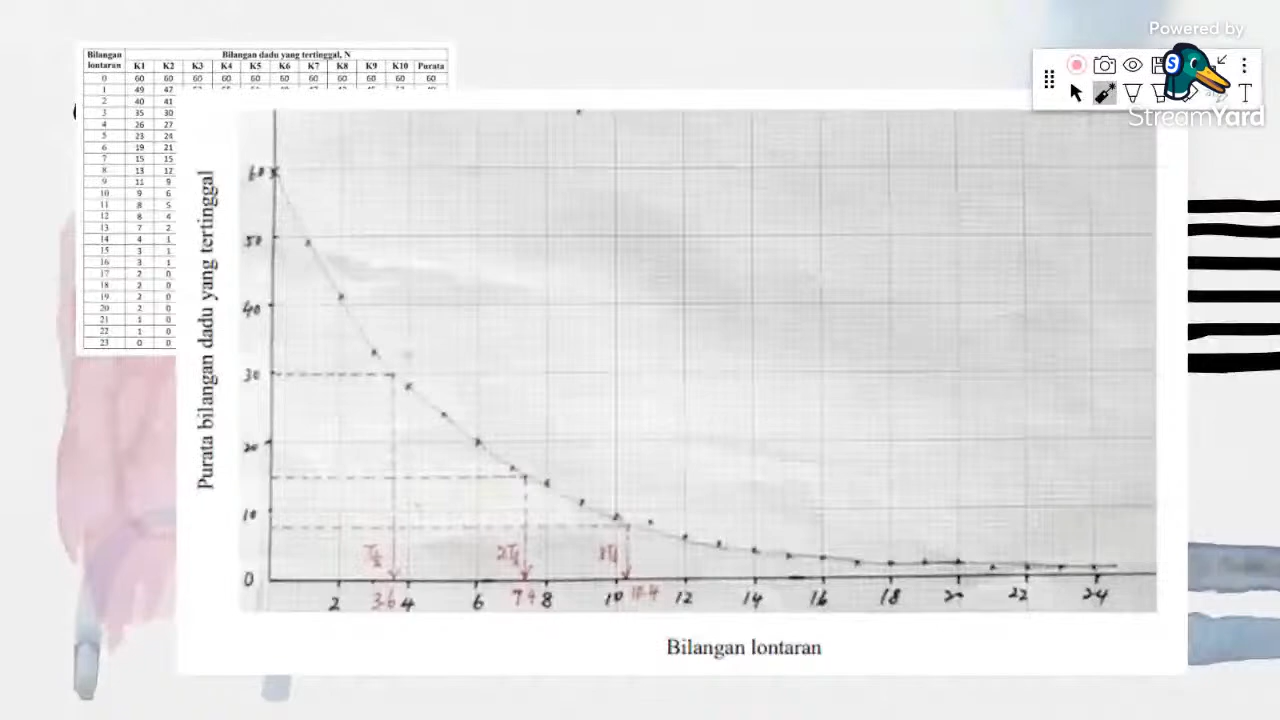 Powered by
StreamYard
Bilangan lontaran Bilangan dadu yang tertinggal, N
K1 K2 K3 K4 K5 K6 K7 K8 K9 K10 Purata
0 60 60 60 60 60 60 60 60 60 60 60
1 49 47
2 40 41
3 35 30
4 26 27
5 23 24
6 19 21
7 15 15
8 13 12
9 11 9
10 9 6
11 8 5
12 8 4
13 7 2
14 4 1
15 3 1
16 3 1
17 2 0
18 2 0
19 2 0
20 2 0
21 1 0
22 1 0
23 0 0
Purata bilangan dadu yang tertinggal
60
50
40
30
20
10
0
2 3.6 4 6 7.4 8 10 10.4 12 14 16 18 20 22 24
Bilangan lontaran